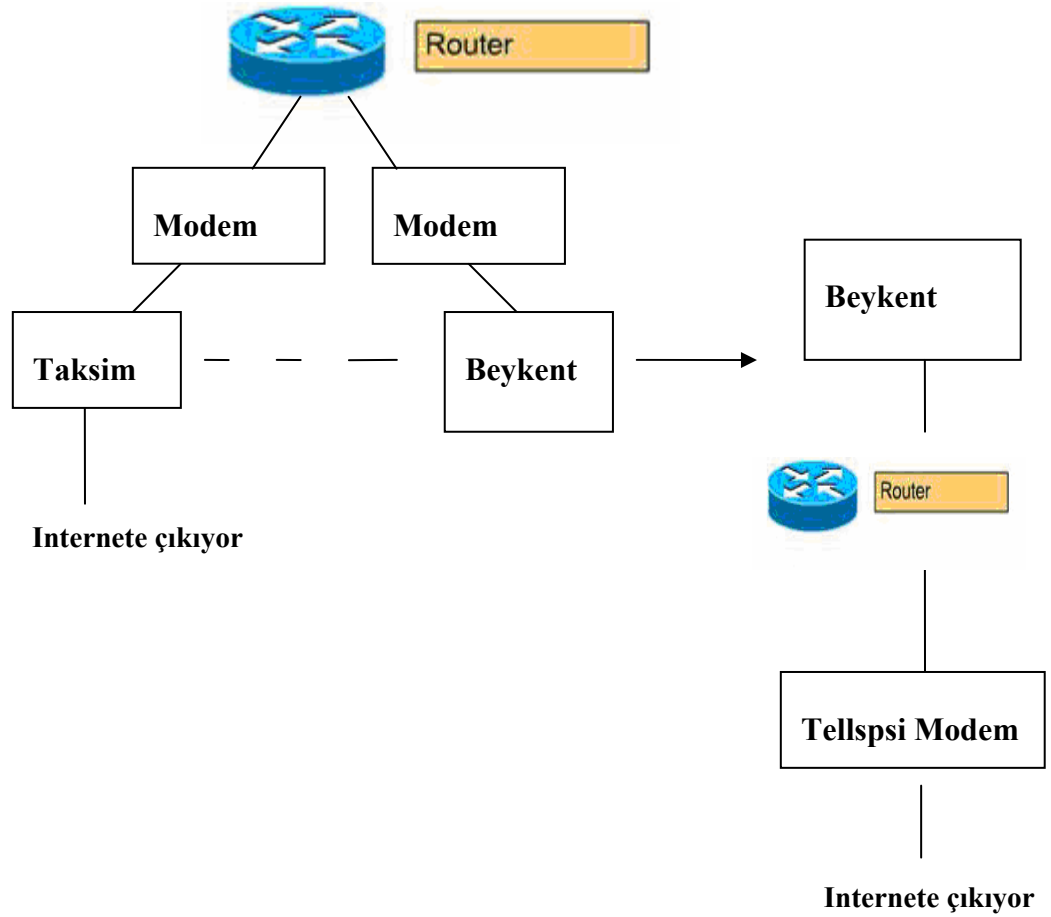 Router
Modem
Modem
Taksim
Beykent
Internete çıkıyor
Beykent
Router
Tellspsi Modem
Internete çıkıyor